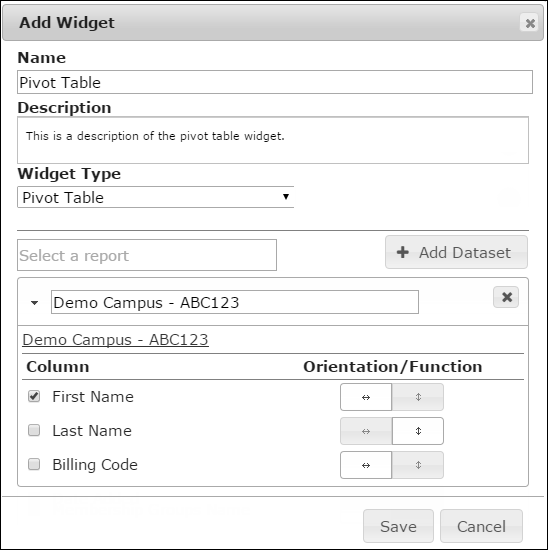 Add Widget
Name
Pivot Table
Description
This is a description of the pivot table widget.
Widget Type
Pivot Table
Select a report
Add Dataset
Demo Campus - ABC123
Demo Campus - ABC123
Column Orientation/Function
First Name
Last Name
Billing Code
Save Cancel